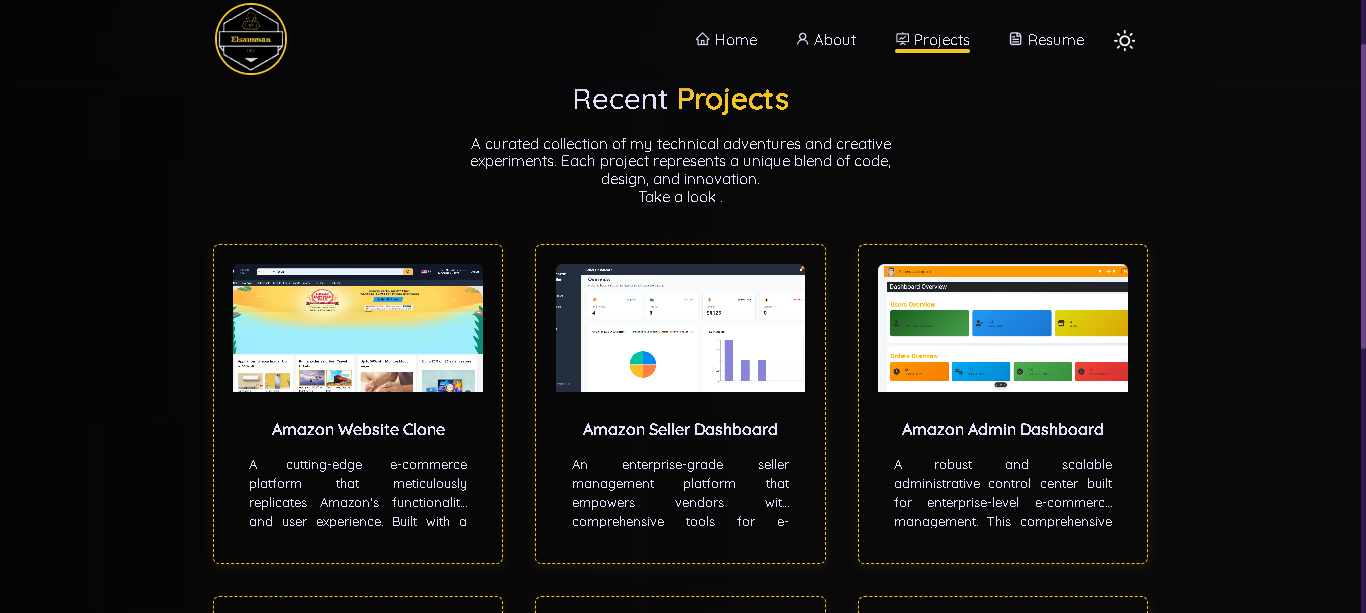 Elsamman
Home
About
Projects
Resume
Recent Projects
A curated collection of my technical adventures and creative
experiments. Each project represents a unique blend of code,
design, and innovation.
Take a look .
Dashboard Overview
Users Overview
Orders Overview
Amazon Website Clone
Amazon Seller Dashboard
Amazon Admin Dashboard
A cutting-edge e-commerce
platform that meticulously
replicates Amazon's functionalit...
and user experience. Built with a
An enterprise-grade seller
management platform that
empowers vendors wit...
comprehensive tools for e-
A robust and scalable
administrative control center built
for enterprise-level e-commerc...
management. This comprehensive